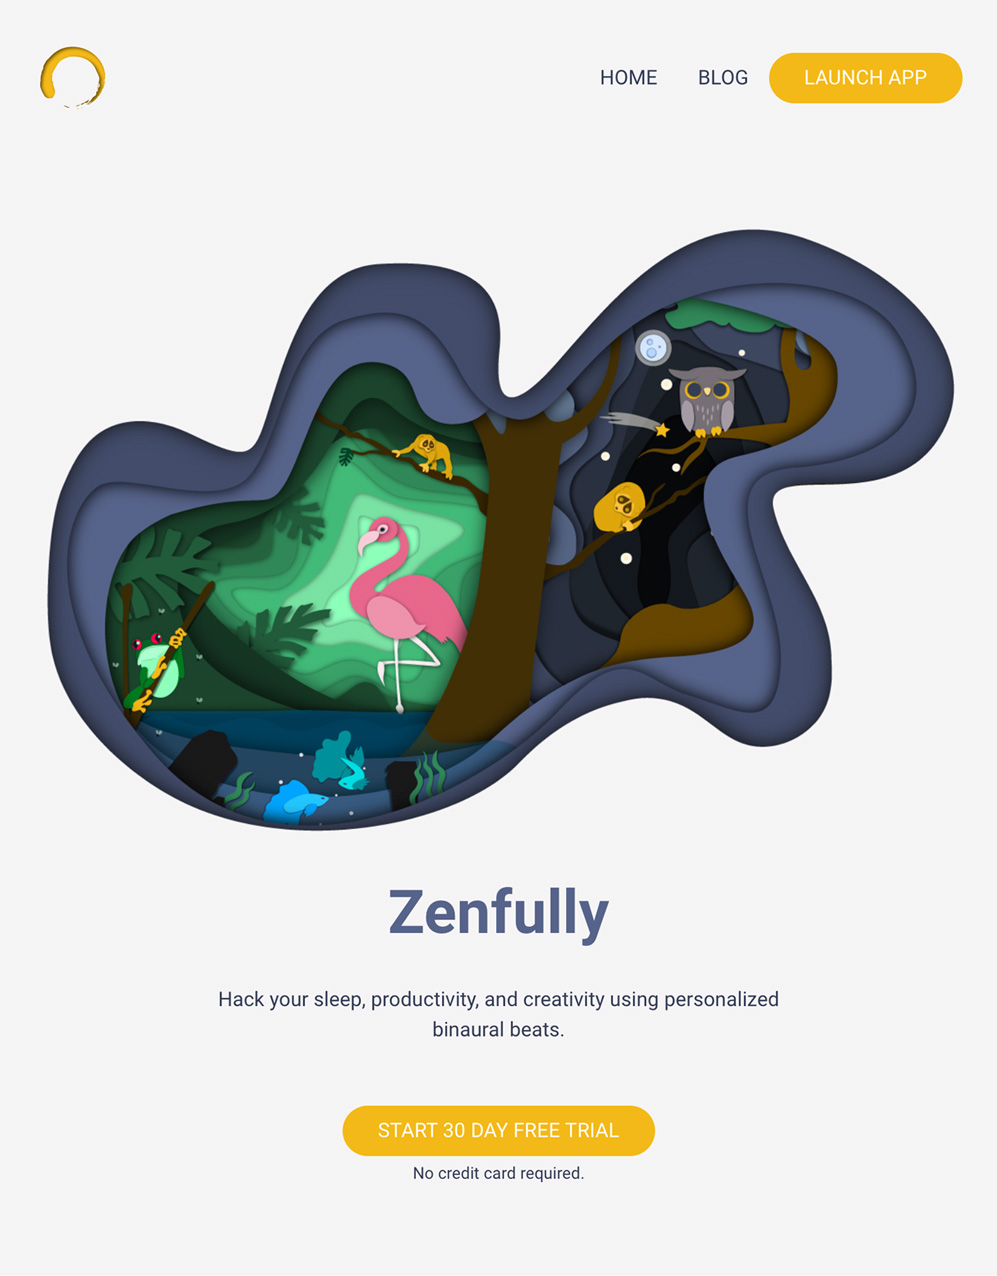 HOME BLOG LAUNCH APP
Zenfully
Hack your sleep, productivity, and creativity using personalized
binaural beats.
START 30 DAY FREE TRIAL
No credit card required.